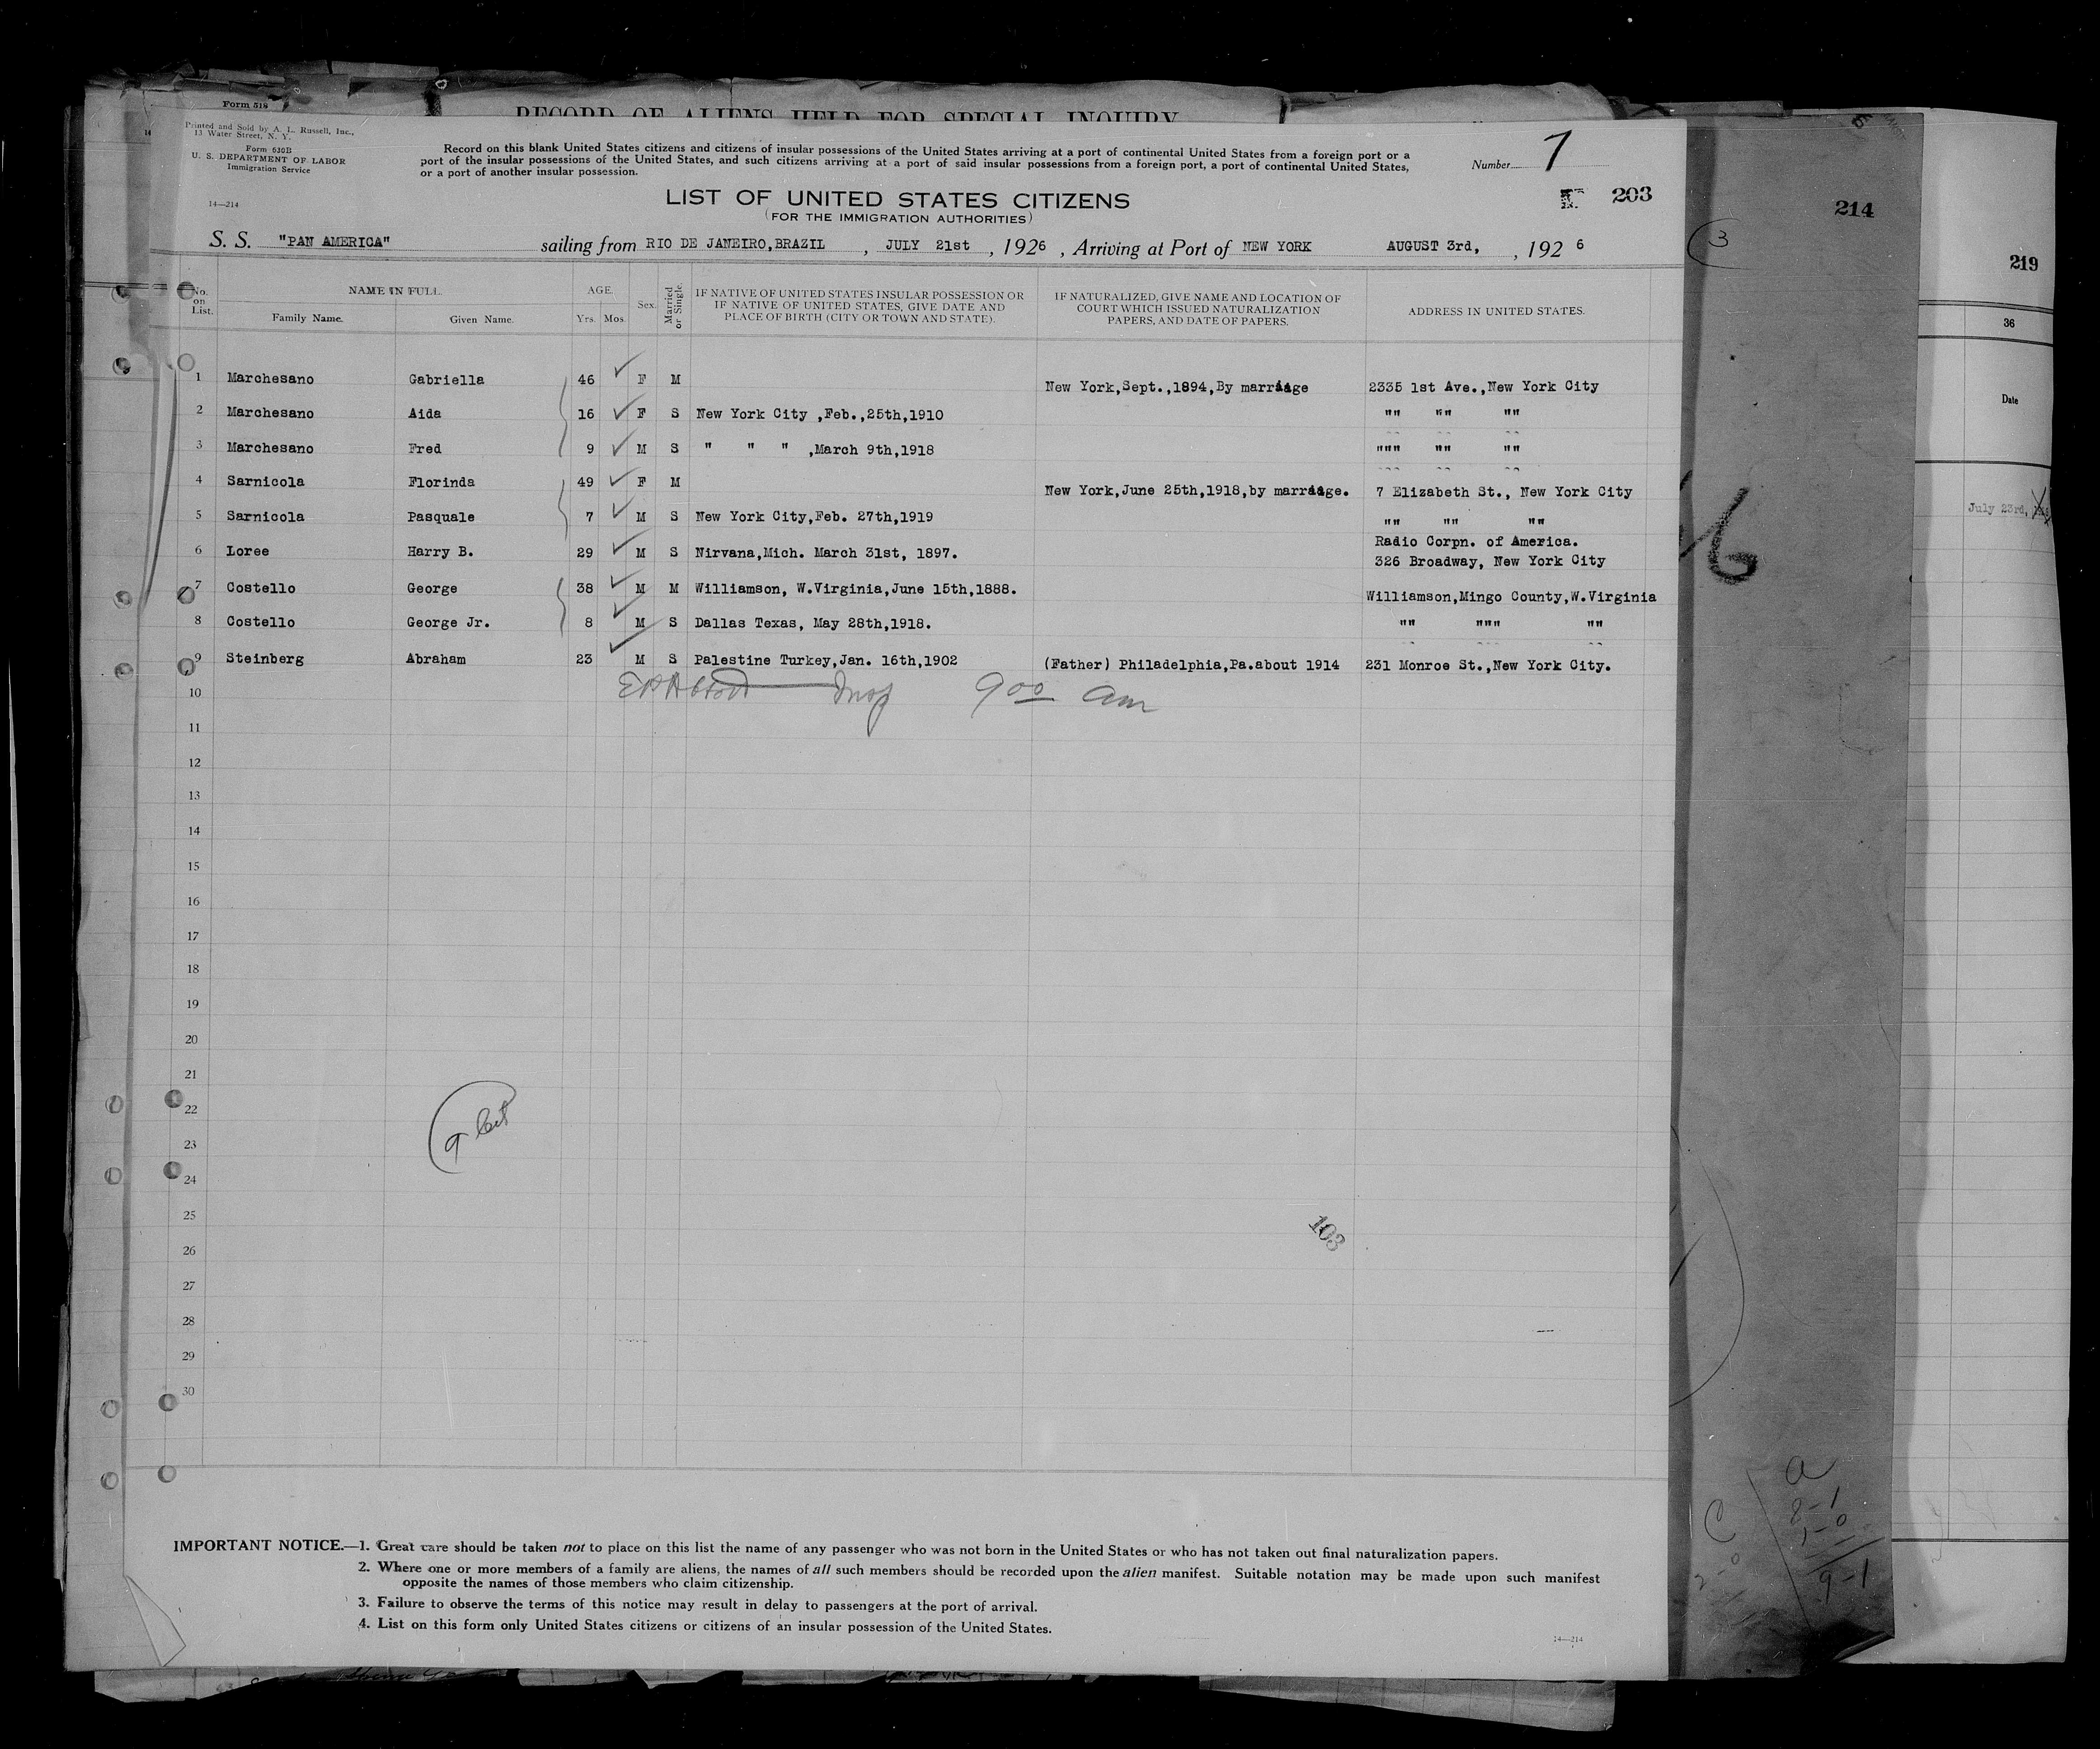 Form 518
RECORD OF ALIENS HELD FOR SPECIAL INQUIRY
Printed and Sold by A. L. Russell, Inc.,
13 Water Street, N. Y.
Form 630B
U. S. DEPARTMENT OF LABOR
Immigration Service
14—214
Record on this blank United States citizens and citizens of insular possessions of the United States arriving at a port of continental United States from a foreign port or a
port of the insular possessions of the United States, and such citizens arriving at a port of said insular possessions from a foreign port, a port of continental United States,
or a port of another insular possession.
Number 7
LIST OF UNITED STATES CITIZENS
(FOR THE IMMIGRATION AUTHORITIES)
203
S. S. "PAN AMERICA" sailing from RIO DE JANEIRO,BRAZIL , JULY 21st , 1926 , Arriving at Port of NEW YORK AUGUST 3rd, , 192 6
No. on List. NAME IN FULL. Family Name. Given Name. AGE. Yrs. Mos. Sex. Married or Single.
IF NATIVE OF UNITED STATES INSULAR POSSESSION OR
IF NATIVE OF UNITED STATES, GIVE DATE AND
PLACE OF BIRTH (CITY OR TOWN AND STATE).
IF NATURALIZED, GIVE NAME AND LOCATION OF
COURT WHICH ISSUED NATURALIZATION
PAPERS, AND DATE OF PAPERS.
ADDRESS IN UNITED STATES.
1 Marchesano Gabriella 46 F M New York,Sept.,1894,By marriage 2335 1st Ave.,New York City
2 Marchesano Aida 16 F S New York City ,Feb.,25th,1910 "" "" ""
3 Marchesano Fred 9 M S " " " ,March 9th,1918 """ "" ""
4 Sarnicola Florinda 49 F M New York,June 25th,1918,by marriage. 7 Elizabeth St., New York City
5 Sarnicola Pasquale 7 M S New York City,Feb. 27th,1919 "" "" ""
6 Loree Harry B. 29 M S Nirvana,Mich. March 31st, 1897. Radio Corpn. of America.
326 Broadway, New York City
7 Costello George 38 M M Williamson, W.Virginia,June 15th,1888. Williamson,Mingo County,W.Virginia
8 Costello George Jr. 8 M S Dallas Texas, May 28th,1918. "" """ ""
9 Steinberg Abraham 23 M S Palestine Turkey,Jan. 16th,1902 (Father) Philadelphia,Pa.about 1914 231 Monroe St.,New York City.
10 Insp 9 00 am
11
12
13
14
15
16
17
18
19
20
21
22
9 cit
23
24
25
103
26
27
28
29
30
IMPORTANT NOTICE.—1. Great care should be taken not to place on this list the name of any passenger who was not born in the United States or who has not taken out final naturalization papers.
2. Where one or more members of a family are aliens, the names of all such members should be recorded upon the alien manifest. Suitable notation may be made upon such manifest
opposite the names of those members who claim citizenship.
3. Failure to observe the terms of this notice may result in delay to passengers at the port of arrival.
4. List on this form only United States citizens or citizens of an insular possession of the United States.
14—214
214
3
219
36
Date
July 23rd,
a
9-1
C